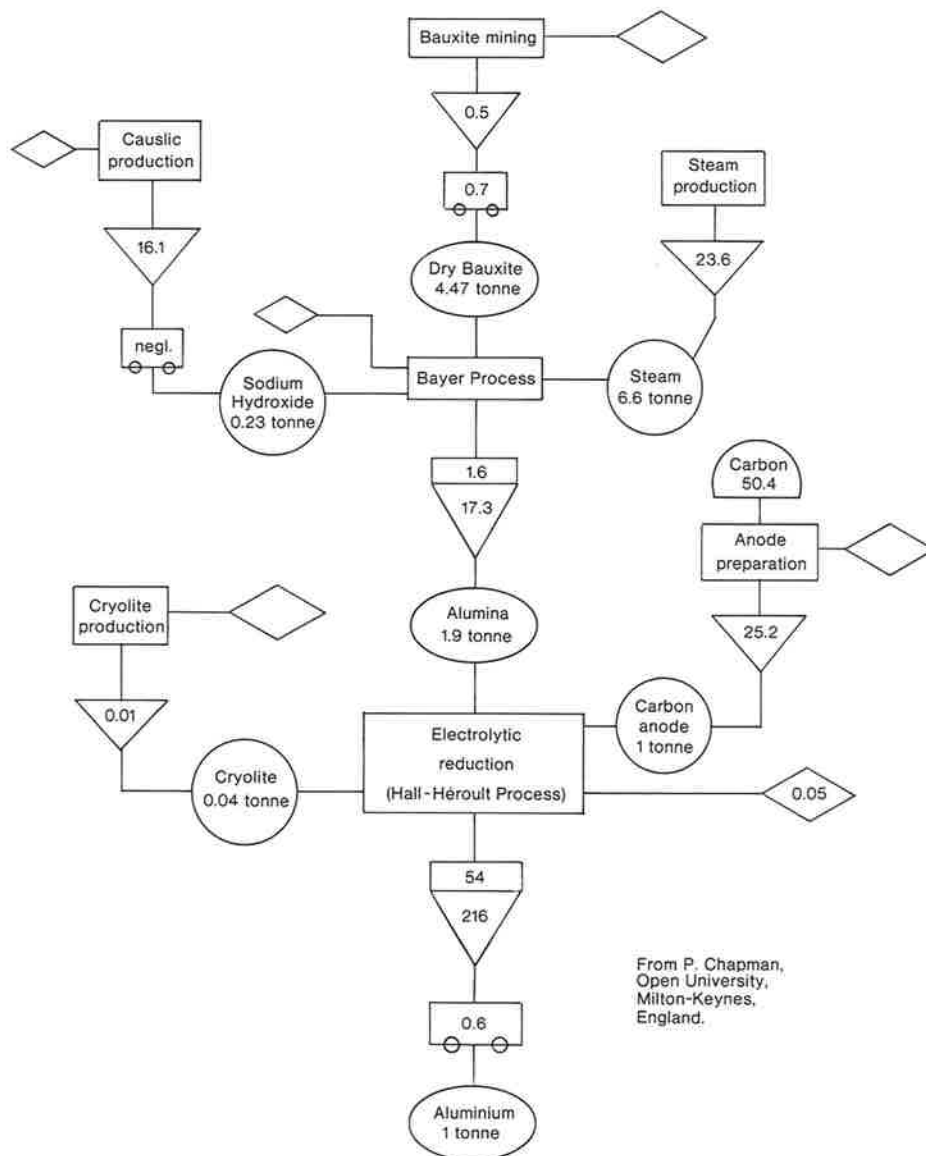 Bauxite mining
0.5
0.7
Dry Bauxite
4.47 tonne
Causlic
production
16.1
negl.
Sodium
Hydroxide
0.23 tonne
Steam
production
23.6
Steam
6.6 tonne
Bayer Process
1.6
17.3
Alumina
1.9 tonne
Carbon
50.4
Anode
preparation
25.2
Carbon
anode
1 tonne
Cryolite
production
0.01
Cryolite
0.04 tonne
Electrolytic
reduction
(Hall-Héroult Process)
0.05
54
216
0.6
Aluminium
1 tonne
From P. Chapman,
Open University,
Milton-Keynes,
England.